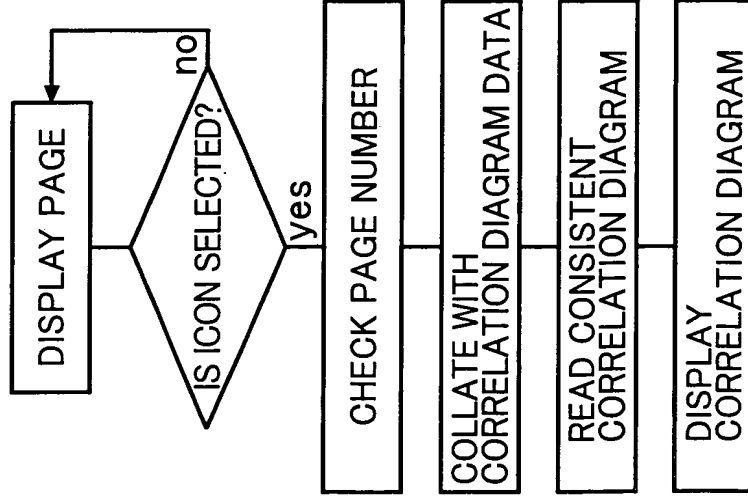 DISPLAY PAGE
IS ICON SELECTED?
no
yes
CHECK PAGE NUMBER
COLLATE WITH
CORRELATION DIAGRAM DATA
READ CONSISTENT
CORRELATION DIAGRAM
DISPLAY
CORRELATION DIAGRAM